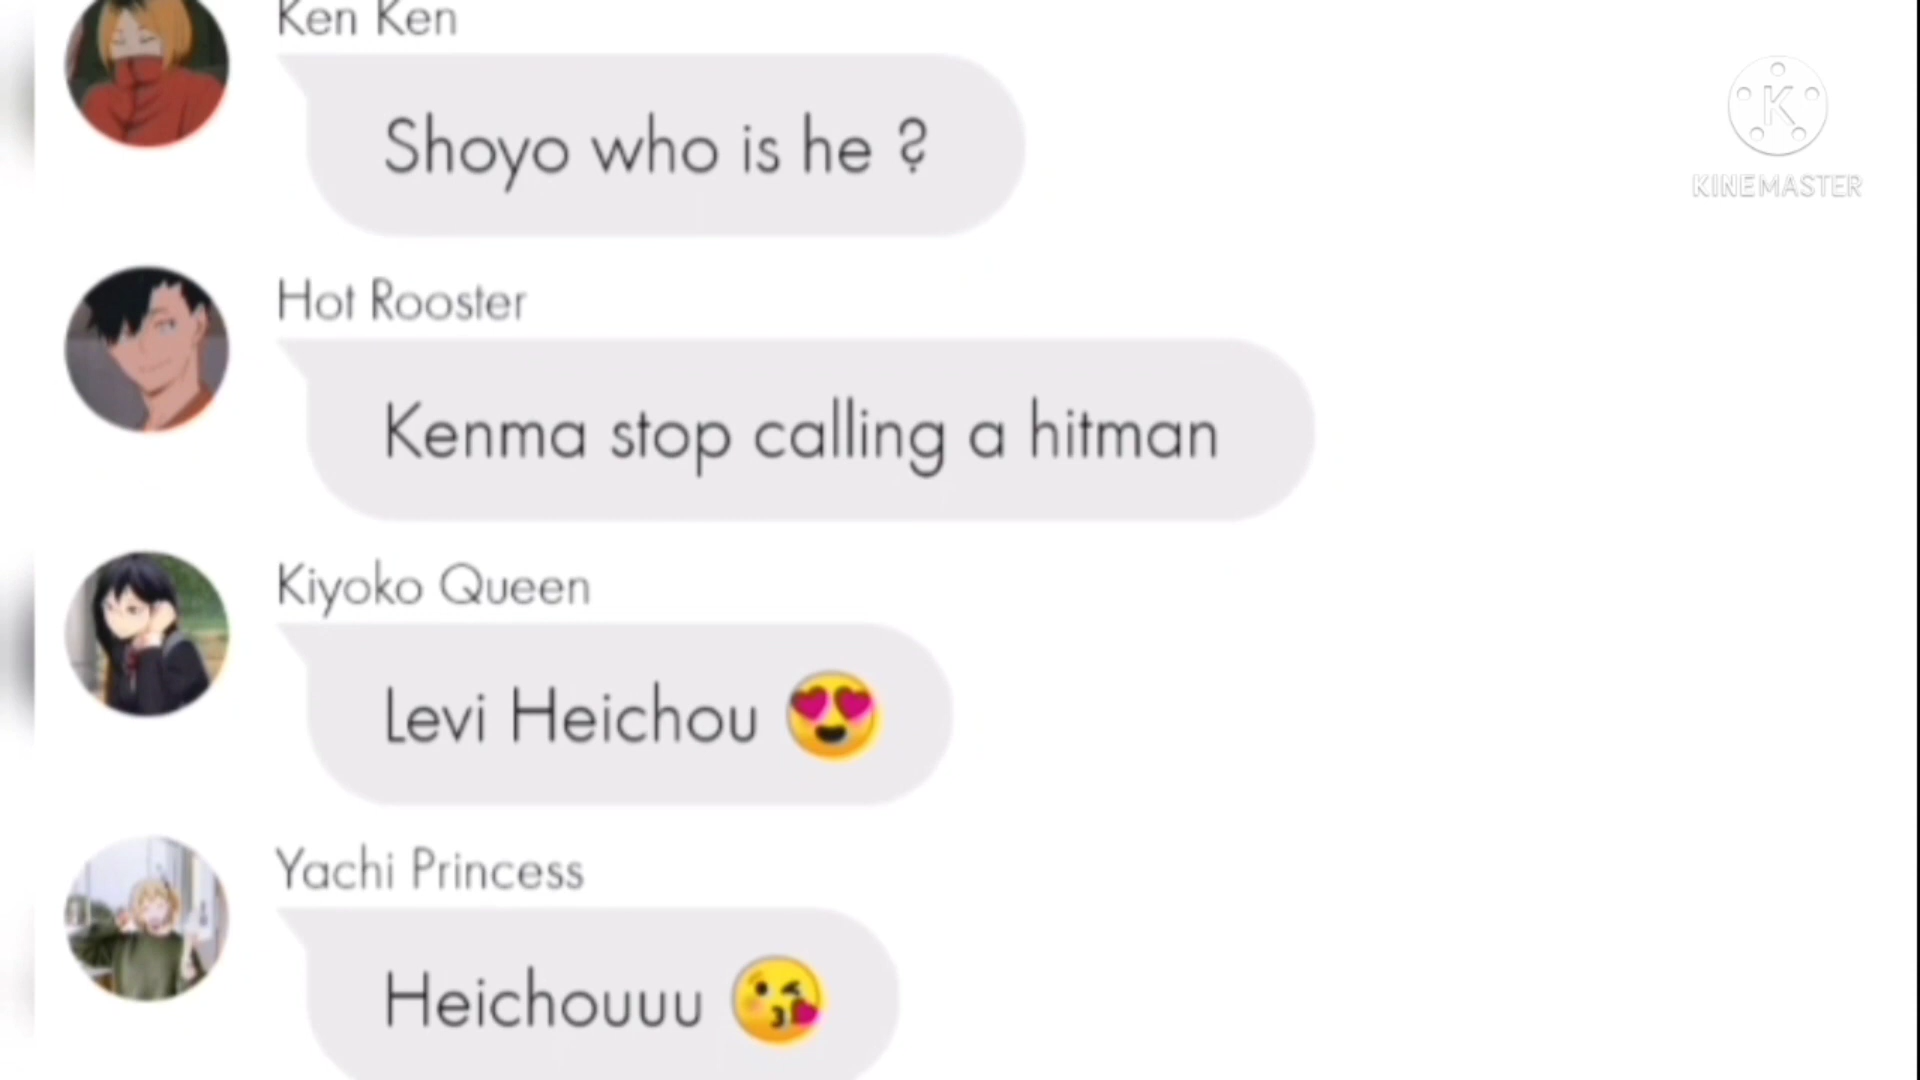 Ken Ken
Shoyo who is he ?
KINEMASTER
Hot Rooster
Kenma stop calling a hitman
Kiyoko Queen
Levi Heichou 😍
Yachi Princess
Heichouuu 😘